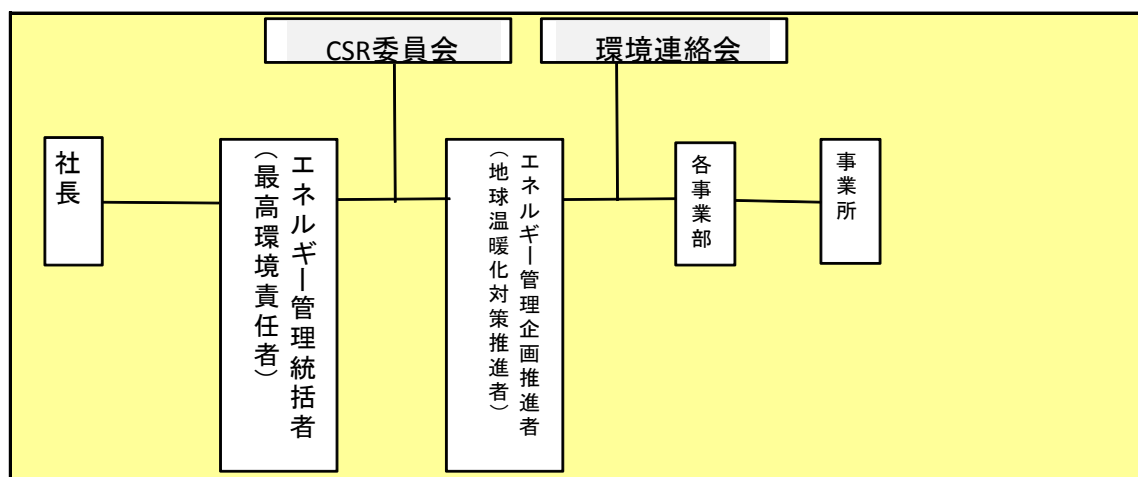 CSR委員会
環境連絡会
社長
エネルギー管理統括者
（最高環境責任者）
エネルギー管理企画推進者
（地球温暖化対策推進者）
各事業部
事業所